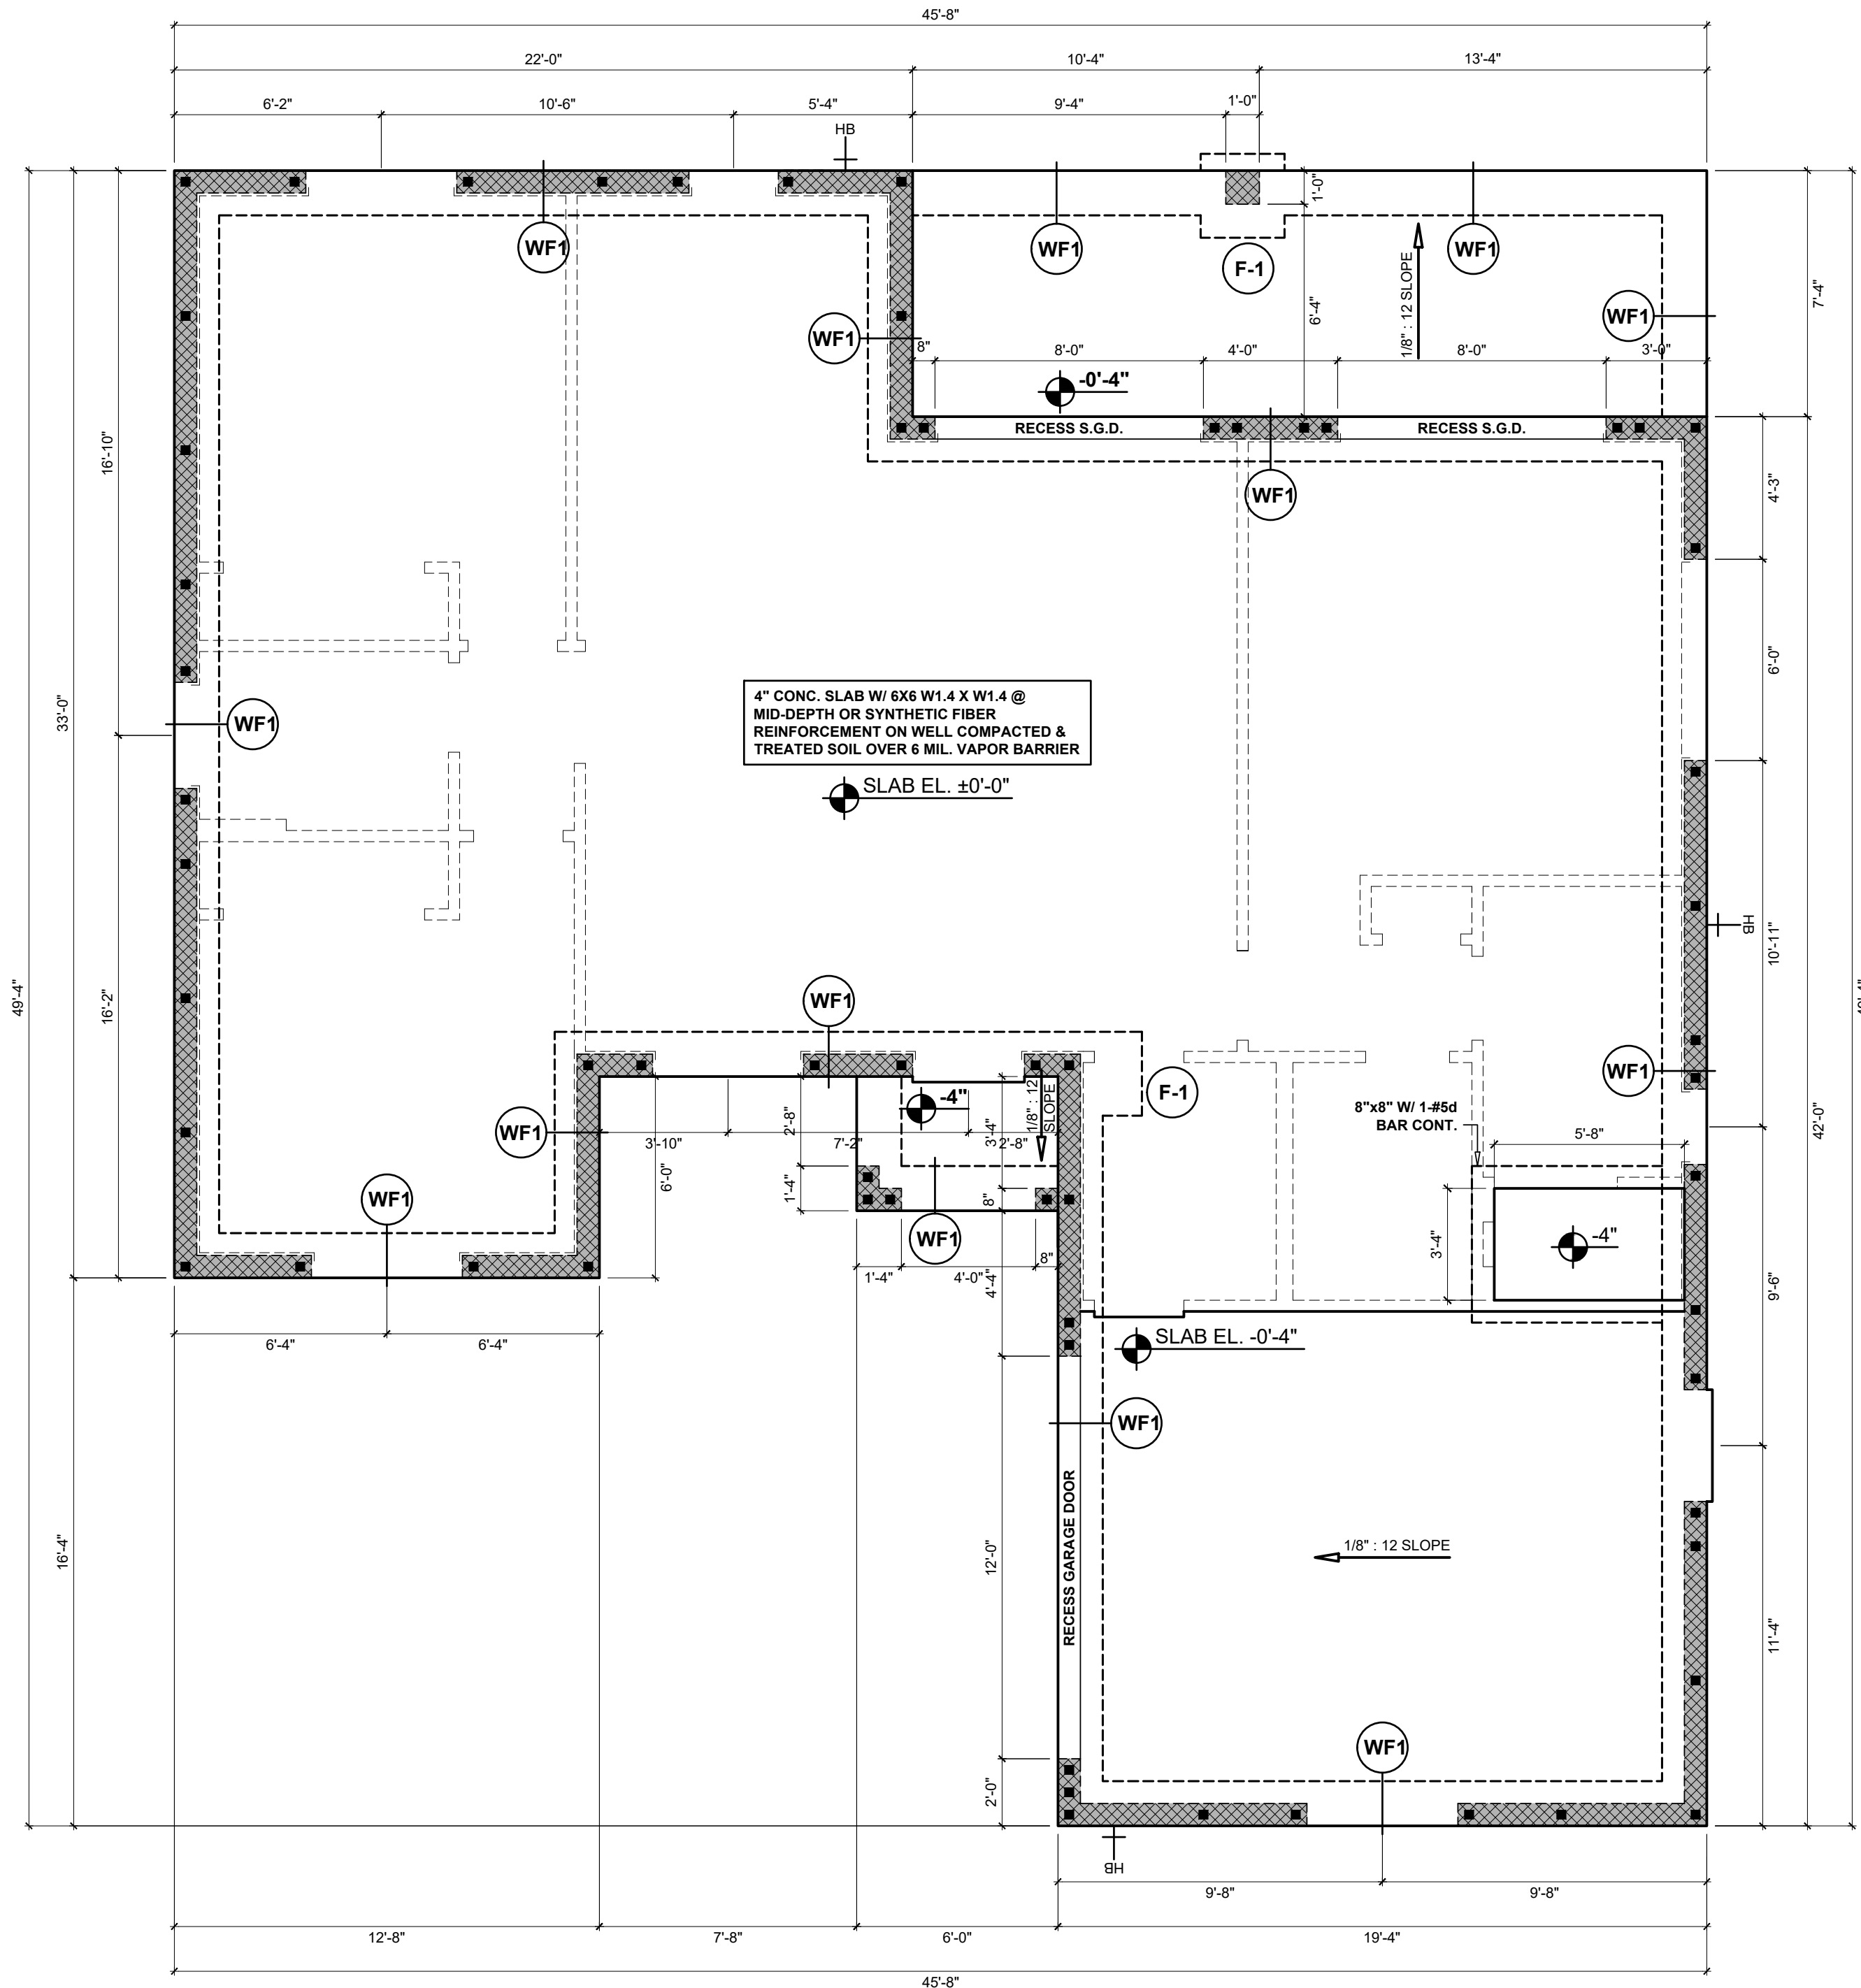 45'-8"
22'-0"
10'-4"
13'-4"
6'-2"
10'-6"
5'-4"
9'-4"
1'-0"
HB
1'-0"
WF1
WF1
F-1
WF1
1/8" : 12 SLOPE
6'-4"
WF1
WF1
7'-4"
8"
8'-0"
4'-0"
8'-0"
3'-0"
-0'-4"
RECESS S.G.D.
RECESS S.G.D.
16'-10"
4'-3"
WF1
33'-0"
6'-0"
WF1
4" CONC. SLAB W/ 6X6 W1.4 X W1.4 @
MID-DEPTH OR SYNTHETIC FIBER
REINFORCEMENT ON WELL COMPACTED &
TREATED SOIL OVER 6 MIL. VAPOR BARRIER
SLAB EL. ±0'-0"
HB
10'-11"
49'-4"
16'-2"
WF1
WF1
F-1
-4"
1/8" : 12
SLOPE
8"x8" W/ 1-#5d
BAR CONT.
42'-0"
2'-8"
WF1
3'-10"
7'-2"
3'-4"
2'-8"
5'-8"
6'-0"
1'-4"
8"
WF1
WF1
3'-4"
-4"
8"
1'-4"
4'-0"
4'-4"
9'-6"
6'-4"
6'-4"
SLAB EL. -0'-4"
WF1
16'-4"
RECESS GARAGE DOOR
12'-0"
1/8" : 12 SLOPE
11'-4"
WF1
2'-0"
HB
9'-8"
9'-8"
12'-8"
7'-8"
6'-0"
19'-4"
45'-8"